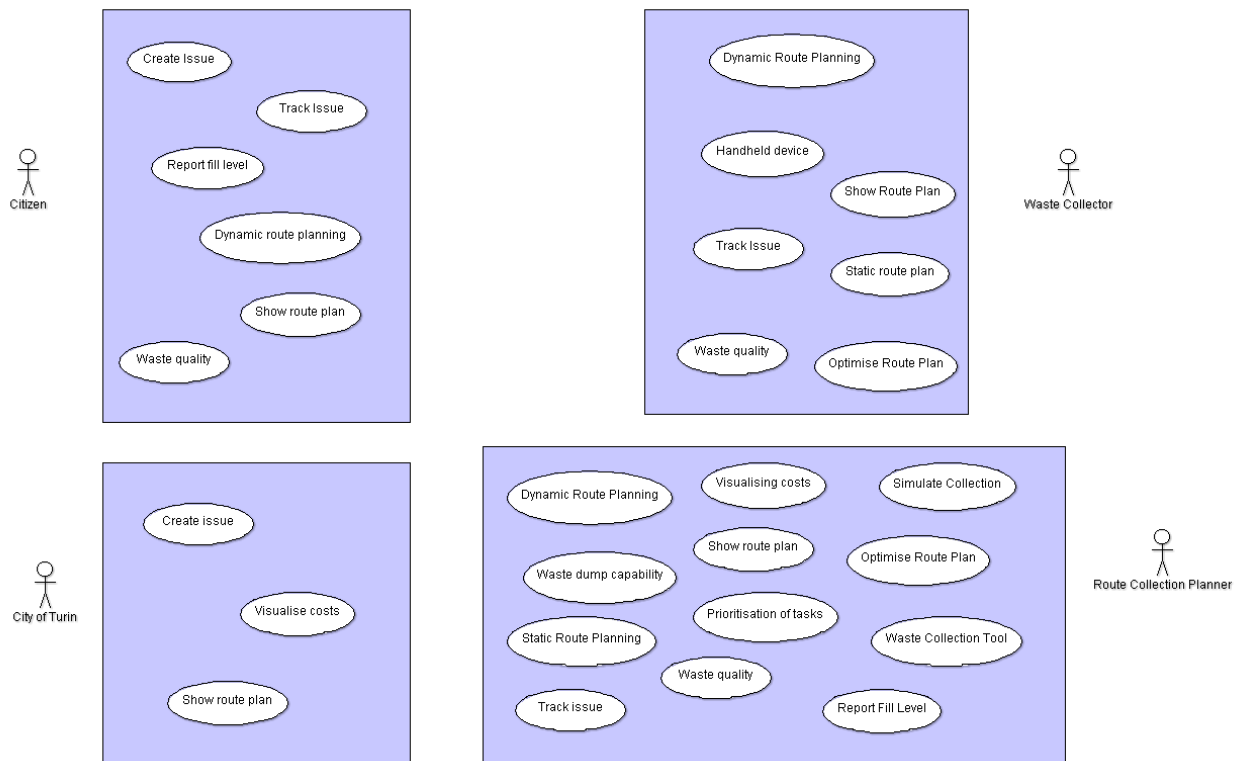 Create Issue
Track Issue
Report fill level
Dynamic route planning
Show route plan
Waste quality
Citizen
Dynamic Route Planning
Handheld device
Show Route Plan
Track Issue
Static route plan
Waste quality
Optimise Route Plan
Waste Collector
Create issue
Visualise costs
Show route plan
City of Turin
Dynamic Route Planning
Visualising costs
Simulate Collection
Show route plan
Optimise Route Plan
Waste dump capability
Prioritisation of tasks
Static Route Planning
Waste Collection Tool
Waste quality
Track issue
Report Fill Level
Route Collection Planner